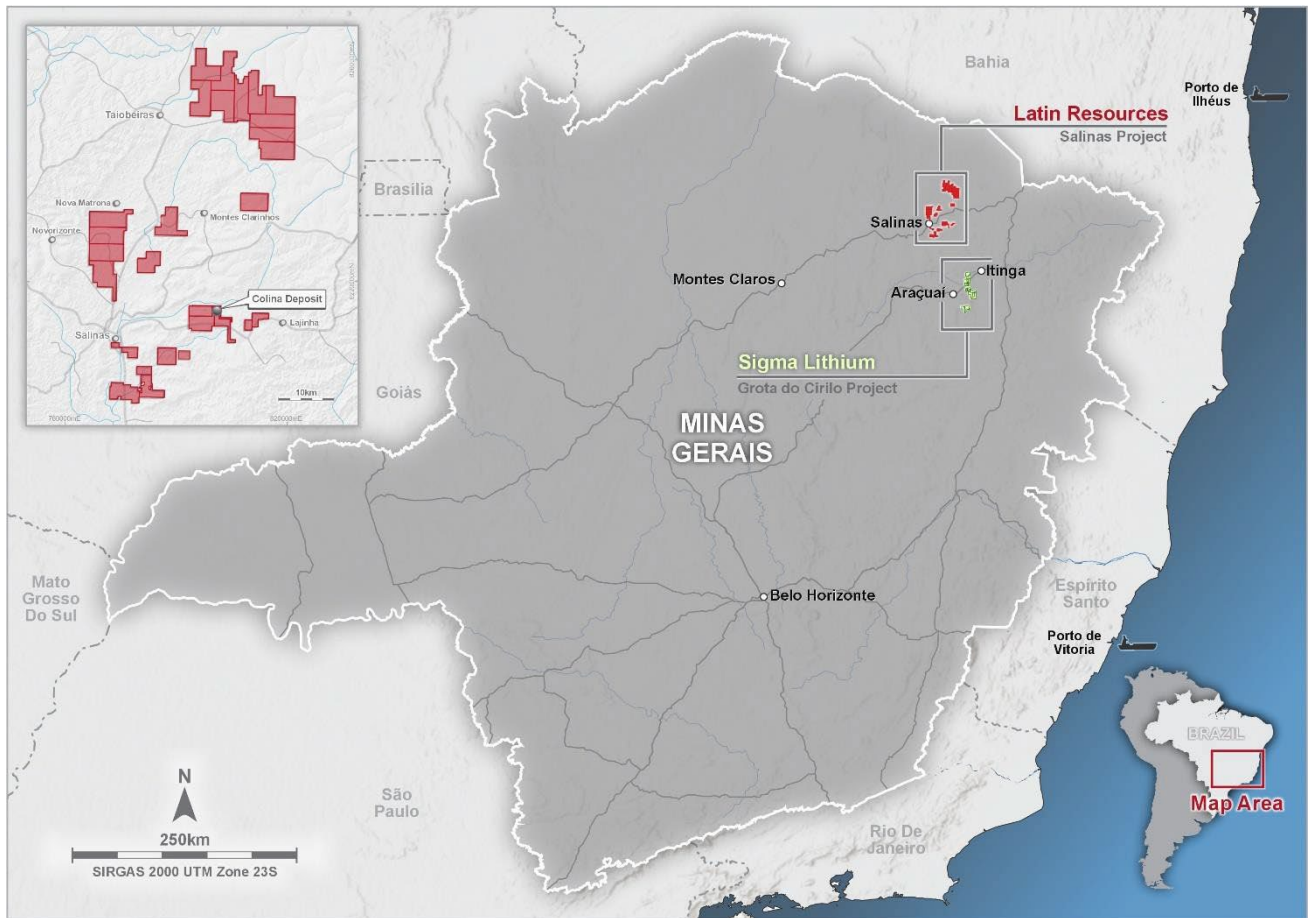 Taiobeiras
Nova Matrona
Montes Clarinhos
Novorizonte
Colina Deposit
Lajinha
Salinas
10km
760000mE
820000mE
Bahia
Porto de
Ilhéus
Latin Resources
Salinas Project
Brasilia
Salinas
Montes Claros
Itinga
Araçuaí
Sigma Lithium
Grota do Cirilo Project
Goiás
MINAS
GERAIS
Mato
Grosso
Do Sul
Belo Horizonte
Espírito
Santo
Porto de
Vitoria
BRAZIL
Map Area
São
Paulo
Rio De
Janeiro
N
250km
SIRGAS 2000 UTM Zone 23S